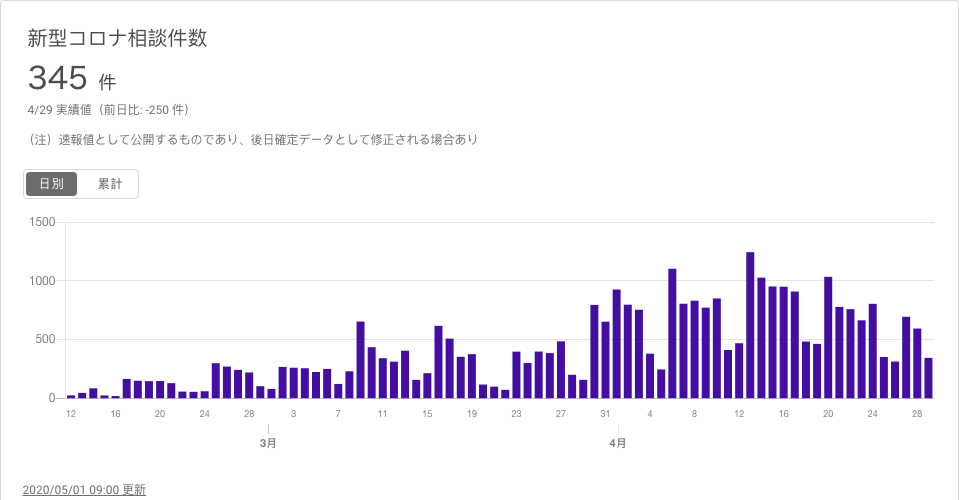 新型コロナ相談件数
345 件
4/29 実績値（前日比: -250 件）
（注）速報値として公開するものであり、後日確定データとして修正される場合あり
日別 累計
1500
1000
500
0
12 16 20 24 28 3 7 11 15 19 23 27 31 4 8 12 16 20 24 28
3月 4月
2020/05/01 09:00 更新